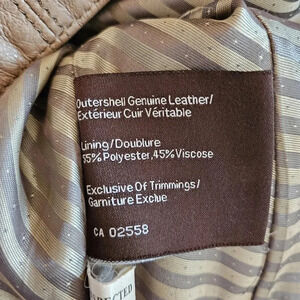 Outershell Genuine Leather/
Extérieur Cuir Véritable
Lining/Doublure
55% Polyester,45% Viscose
Exclusive Of Trimmings/
Garniture Exclue
CA 02558